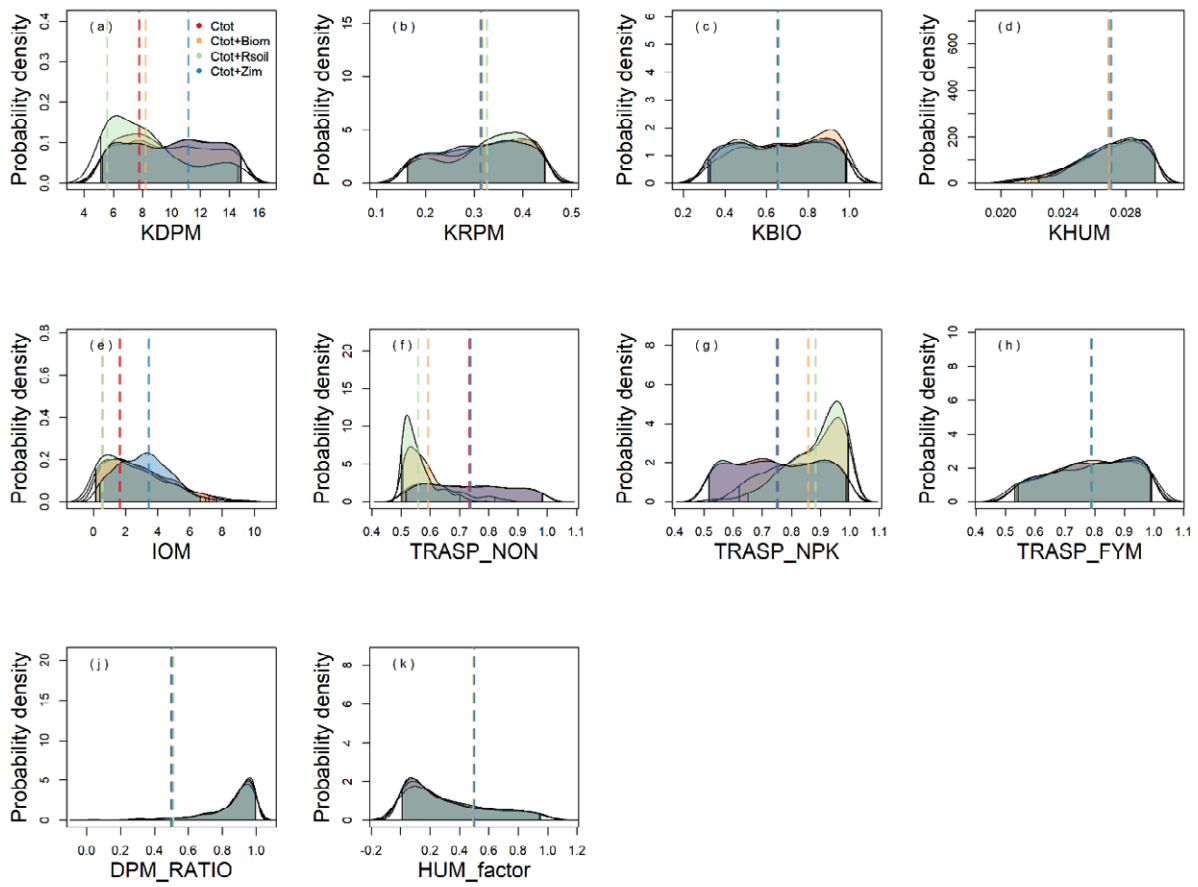 Probability density
0.0 0.1 0.2 0.3 0.4
( a )
Ctot
Ctot+Biom
Ctot+Rsoil
Ctot+Zim
4 6 8 10 12 14 16
KDPM
Probability density
0 5 10 15
( b )
0.1 0.2 0.3 0.4 0.5
KRPM
Probability density
0 1 2 3 4 5 6
( c )
0.2 0.4 0.6 0.8 1.0
KBIO
Probability density
0 100 300 500 700
( d )
0.020 0.024 0.028
KHUM
Probability density
0.0 0.2 0.4 0.6 0.8
( e )
0 2 4 6 8 10
IOM
Probability density
0 5 10 15 20
( f )
0.4 0.5 0.6 0.7 0.8 0.9 1.0 1.1
TRASP_NON
Probability density
0 2 4 6 8
( g )
0.4 0.5 0.6 0.7 0.8 0.9 1.0 1.1
TRASP_NPK
Probability density
0 2 4 6 8 10
( h )
0.4 0.5 0.6 0.7 0.8 0.9 1.0 1.1
TRASP_FYM
Probability density
0 5 10 15 20
( j )
0.0 0.2 0.4 0.6 0.8 1.0
DPM_RATIO
Probability density
0 2 4 6 8
( k )
-0.2 0.0 0.2 0.4 0.6 0.8 1.0 1.2
HUM_factor